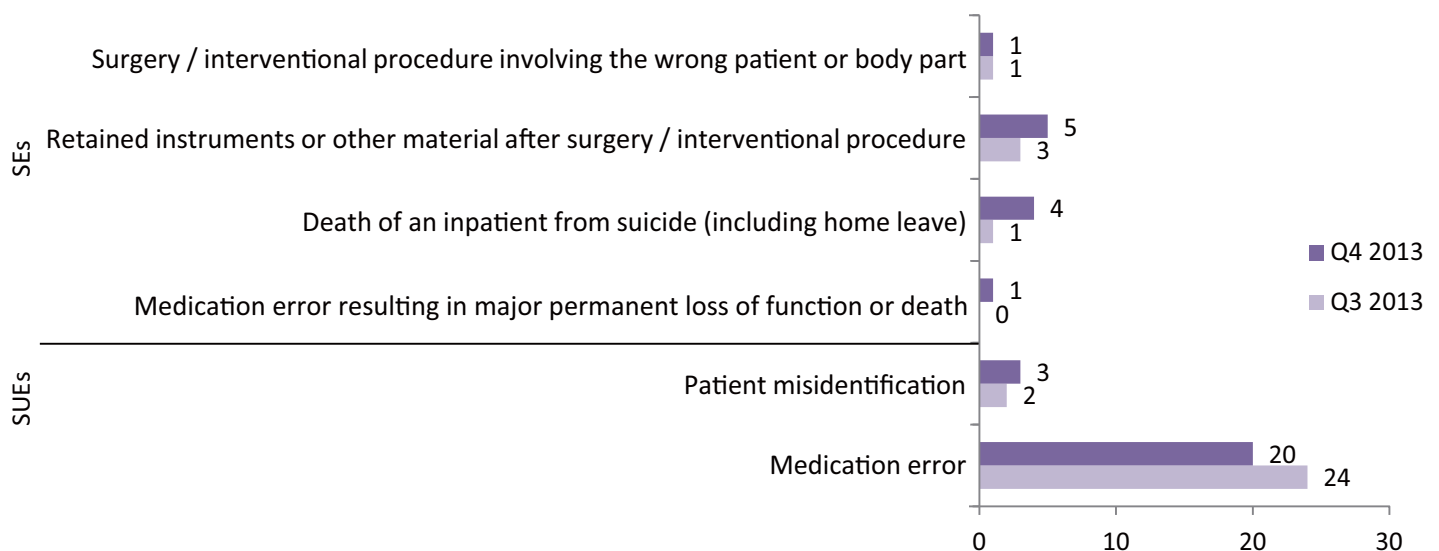 SEs
Surgery / interventional procedure involving the wrong patient or body part
1
1
Retained instruments or other material after surgery / interventional procedure
5
3
Death of an inpatient from suicide (including home leave)
4
1
Medication error resulting in major permanent loss of function or death
1
0
SUEs
Patient misidentification
3
2
Medication error
20
24
0 10 20 30
Q4 2013
Q3 2013